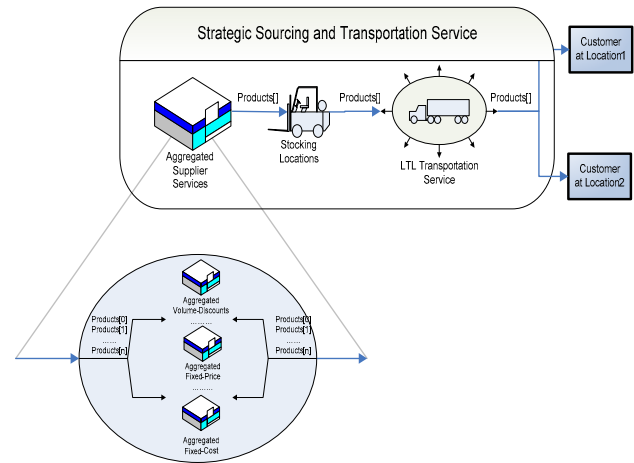 Strategic Sourcing and Transportation Service
Customer
at Location1
Products[]
Products[]
Products[]
Aggregated
Supplier
Services
Stocking
Locations
LTL Transportation
Service
Customer
at Location2
Aggregated
Volume-Discounts
.........
Products[0]
Products[1]
......
Products[n]
Products[0]
Products[1]
......
Products[n]
Aggregated
Fixed-Price
.........
Aggregated
Fixed-Cost